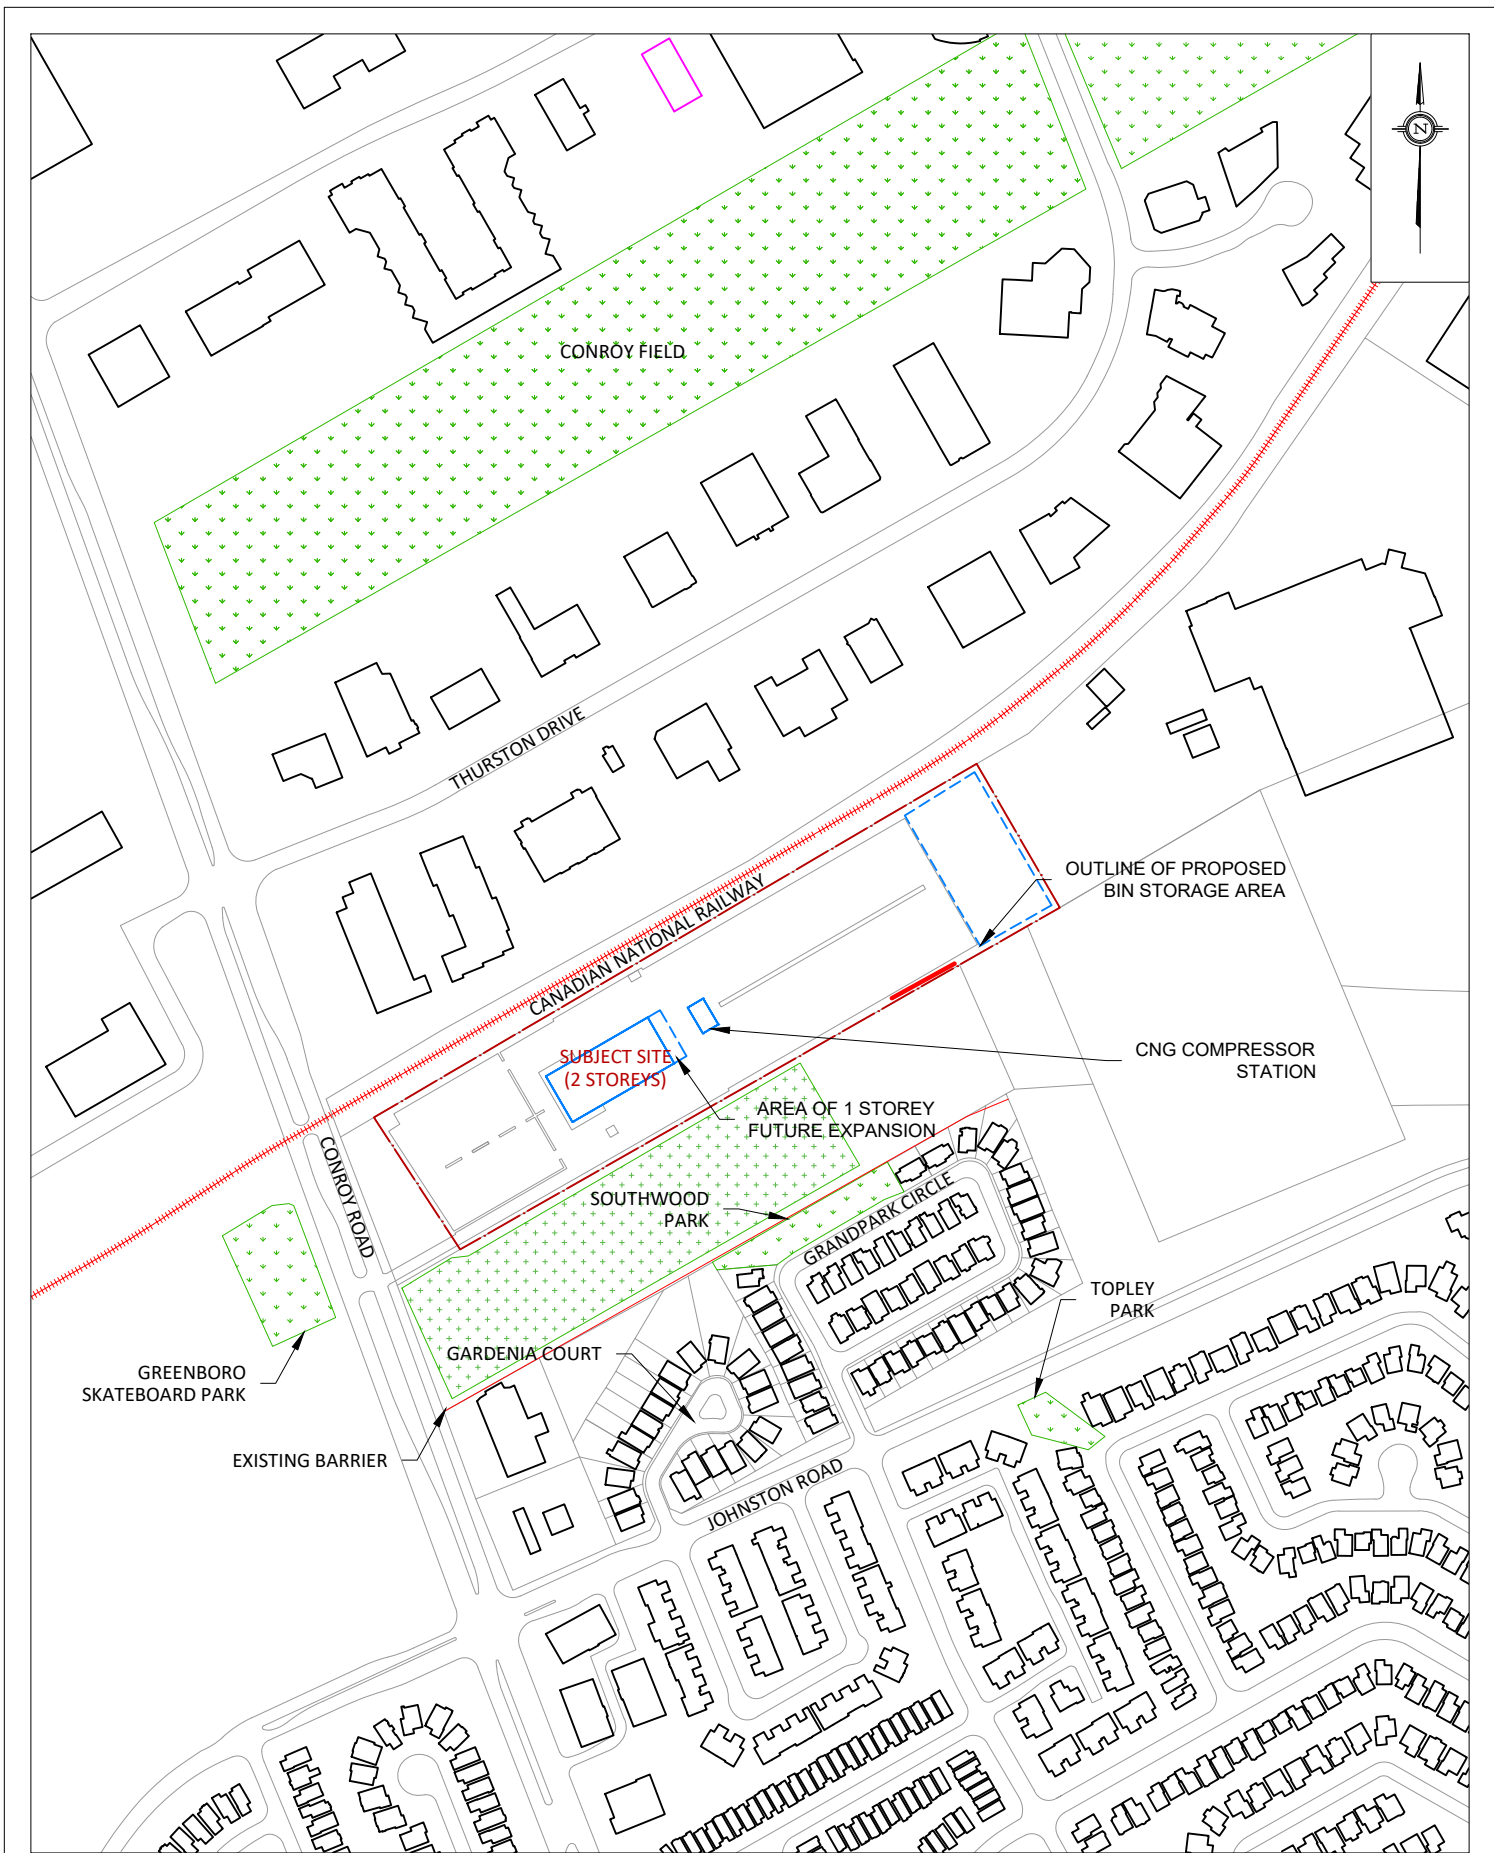 N
CONROY FIELD
THURSTON DRIVE
OUTLINE OF PROPOSED
BIN STORAGE AREA
CANADIAN NATIONAL RAILWAY
SUBJECT SITE
(2 STOREYS)
CNG COMPRESSOR
STATION
AREA OF 1 STOREY
FUTURE EXPANSION
CONROY ROAD
SOUTHWOOD
PARK
GRANDPARK CIRCLE
TOPLEY
PARK
GARDENIA COURT
GREENBORO
SKATEBOARD PARK
EXISTING BARRIER
JOHNSTON ROAD